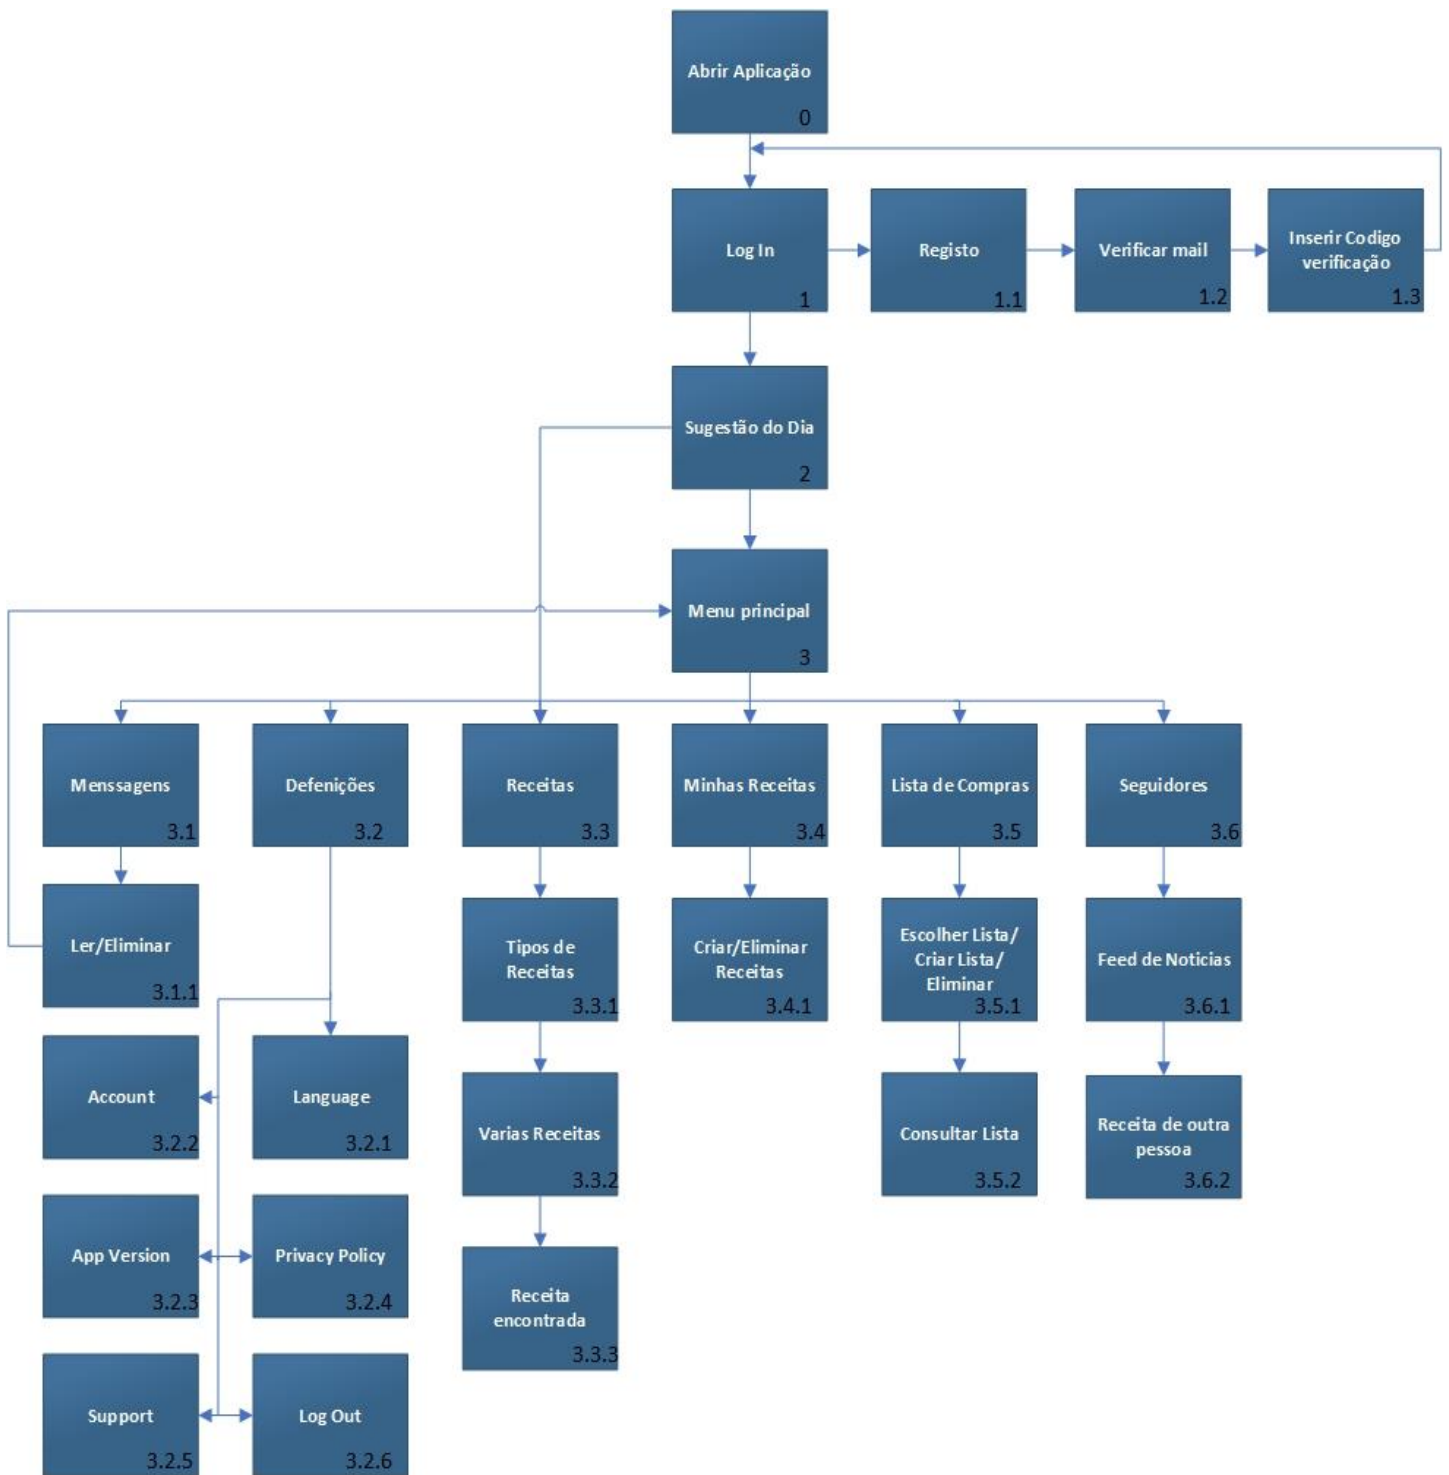 Abrir Aplicação
0
Log In
1
Registo
1.1
Verificar mail
1.2
Inserir Codigo
verificação
1.3
Sugestão do Dia
2
Menu principal
3
Menssagens
3.1
Defenições
3.2
Receitas
3.3
Minhas Receitas
3.4
Lista de Compras
3.5
Seguidores
3.6
Ler/Eliminar
3.1.1
Tipos de
Receitas
3.3.1
Criar/Eliminar
Receitas
3.4.1
Escolher Lista/
Criar Lista/
Eliminar
3.5.1
Feed de Noticias
3.6.1
Account
3.2.2
Language
3.2.1
Varias Receitas
3.3.2
Consultar Lista
3.5.2
Receita de outra
pessoa
3.6.2
App Version
3.2.3
Privacy Policy
3.2.4
Receita
encontrada
3.3.3
Support
3.2.5
Log Out
3.2.6